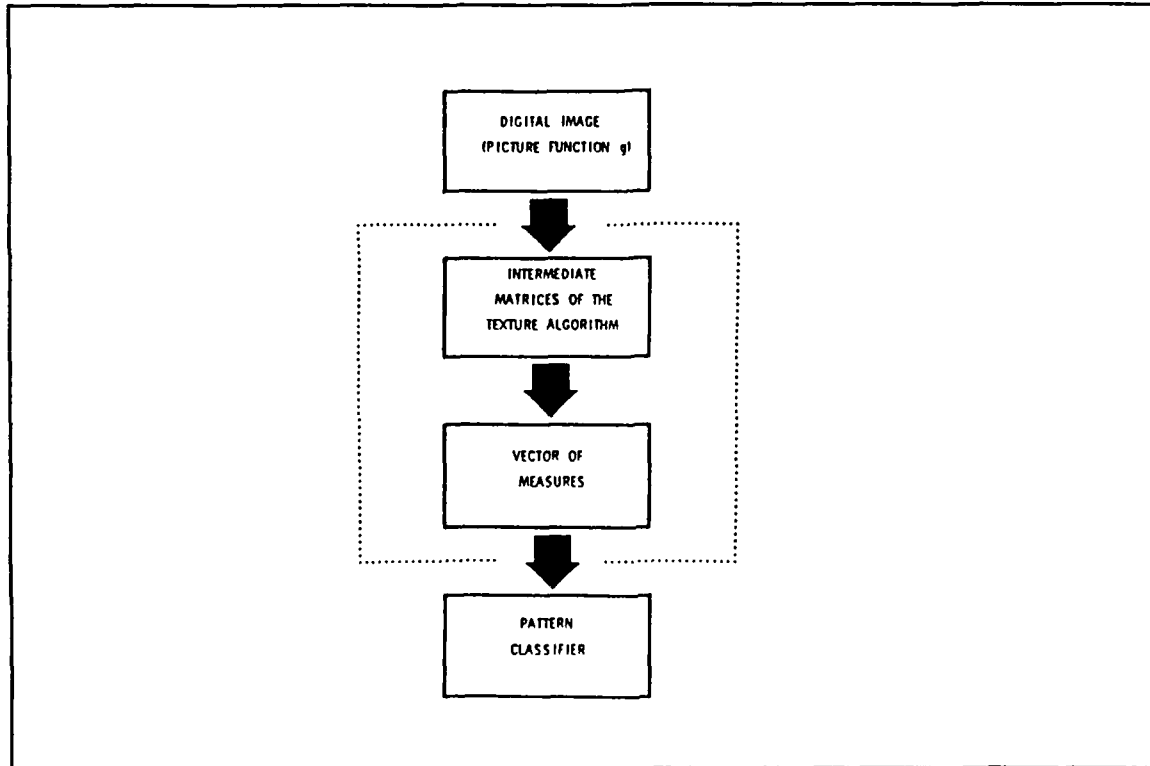 DIGITAL IMAGE
(PICTURE FUNCTION g)
INTERMEDIATE
MATRICES OF THE
TEXTURE ALGORITHM
VECTOR OF
MEASURES
PATTERN
CLASSIFIER